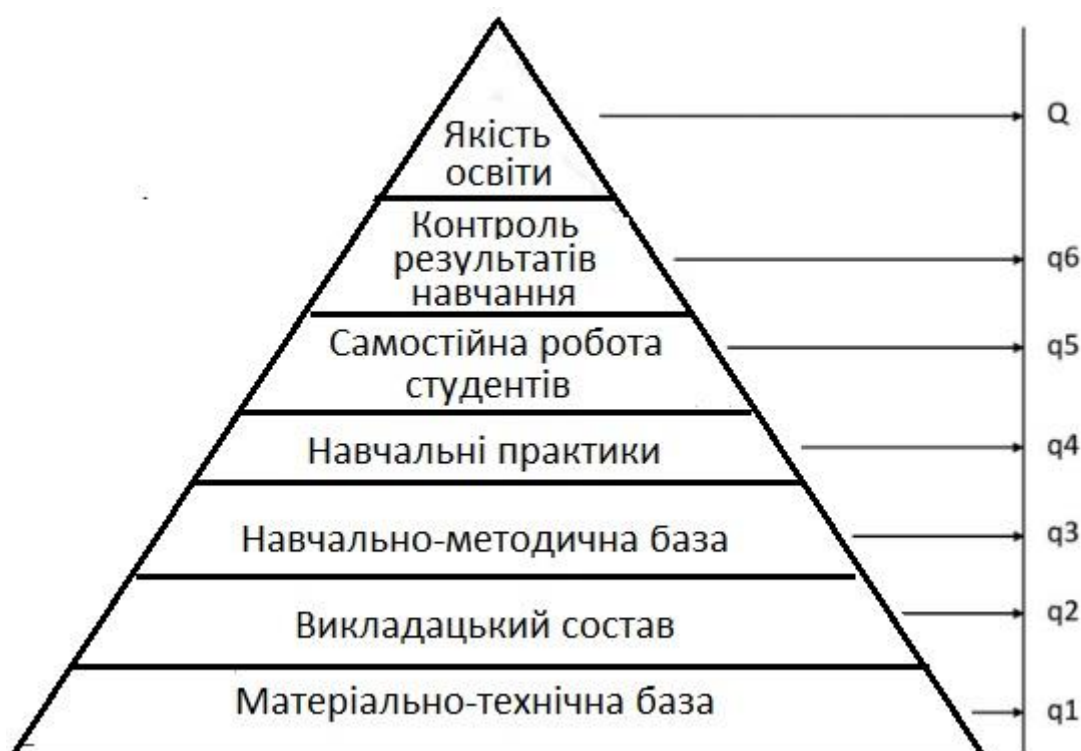 Якість
освіти
Q
Контроль
результатів
навчання
q6
Самостійна робота
студентів
q5
Навчальні практики
q4
Навчально-методична база
q3
Викладацький состав
q2
Матеріально-технічна база
q1